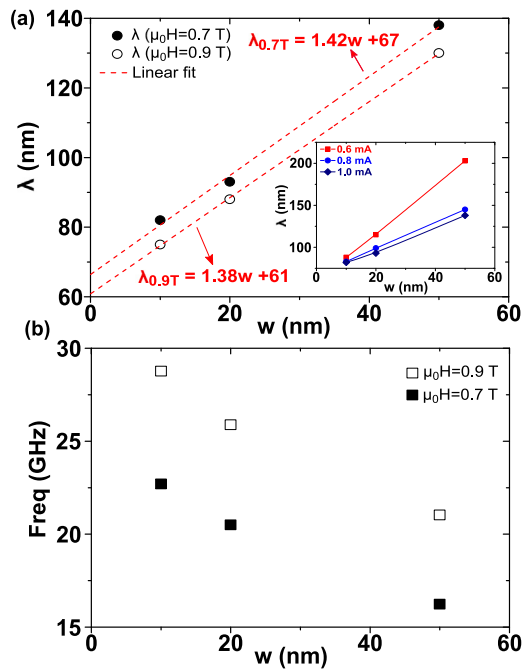 (a)
λ (μ₀H=0.7 T)
λ (μ₀H=0.9 T)
Linear fit
λ0.7T = 1.42w +67
λ0.9T = 1.38w +61
140
120
100
80
60
λ (nm)
0
20
40
60
w (nm)
0.6 mA
0.8 mA
1.0 mA
200
150
100
λ (nm)
0 10 20 30 40 50 60
w (nm)
(b)
μ₀H=0.9 T
μ₀H=0.7 T
30
25
20
15
Freq (GHz)
0
20
40
60
w (nm)